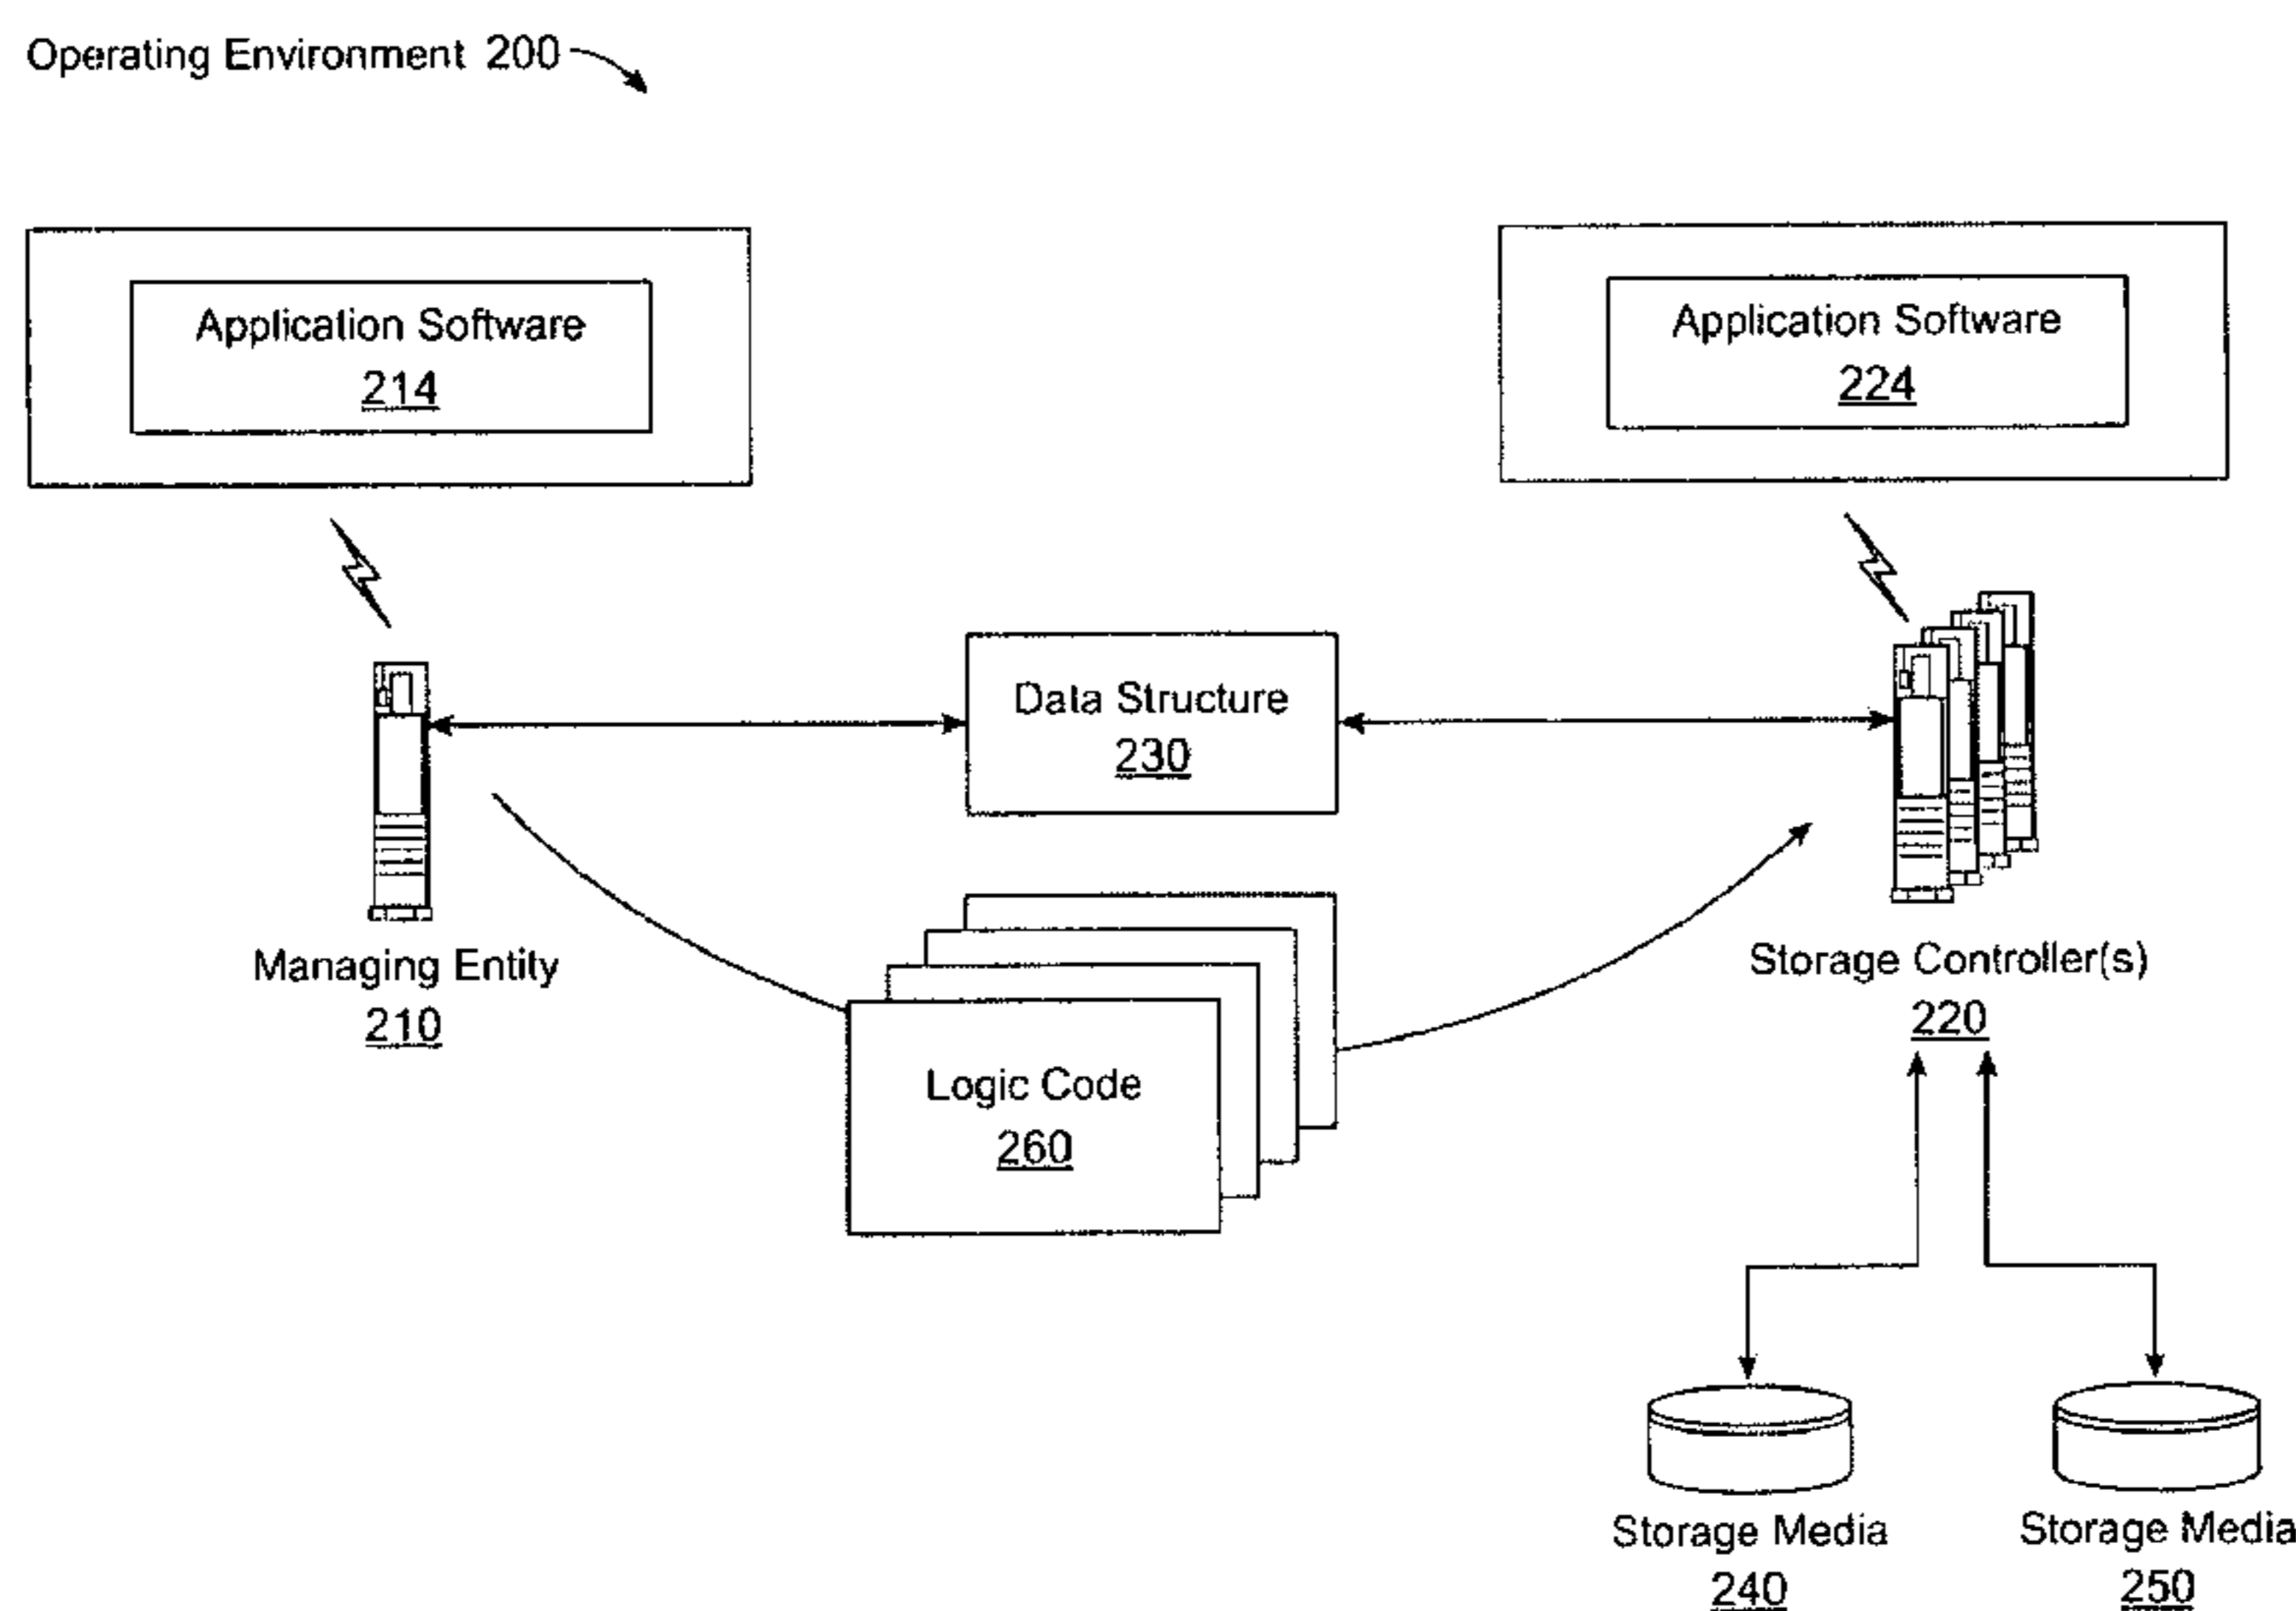 Operating Environment 200
Application Software
214
Application Software
224
Data Structure
230
Managing Entity
210
Storage Controller(s)
220
Logic Code
260
Storage Media
240
Storage Media
250